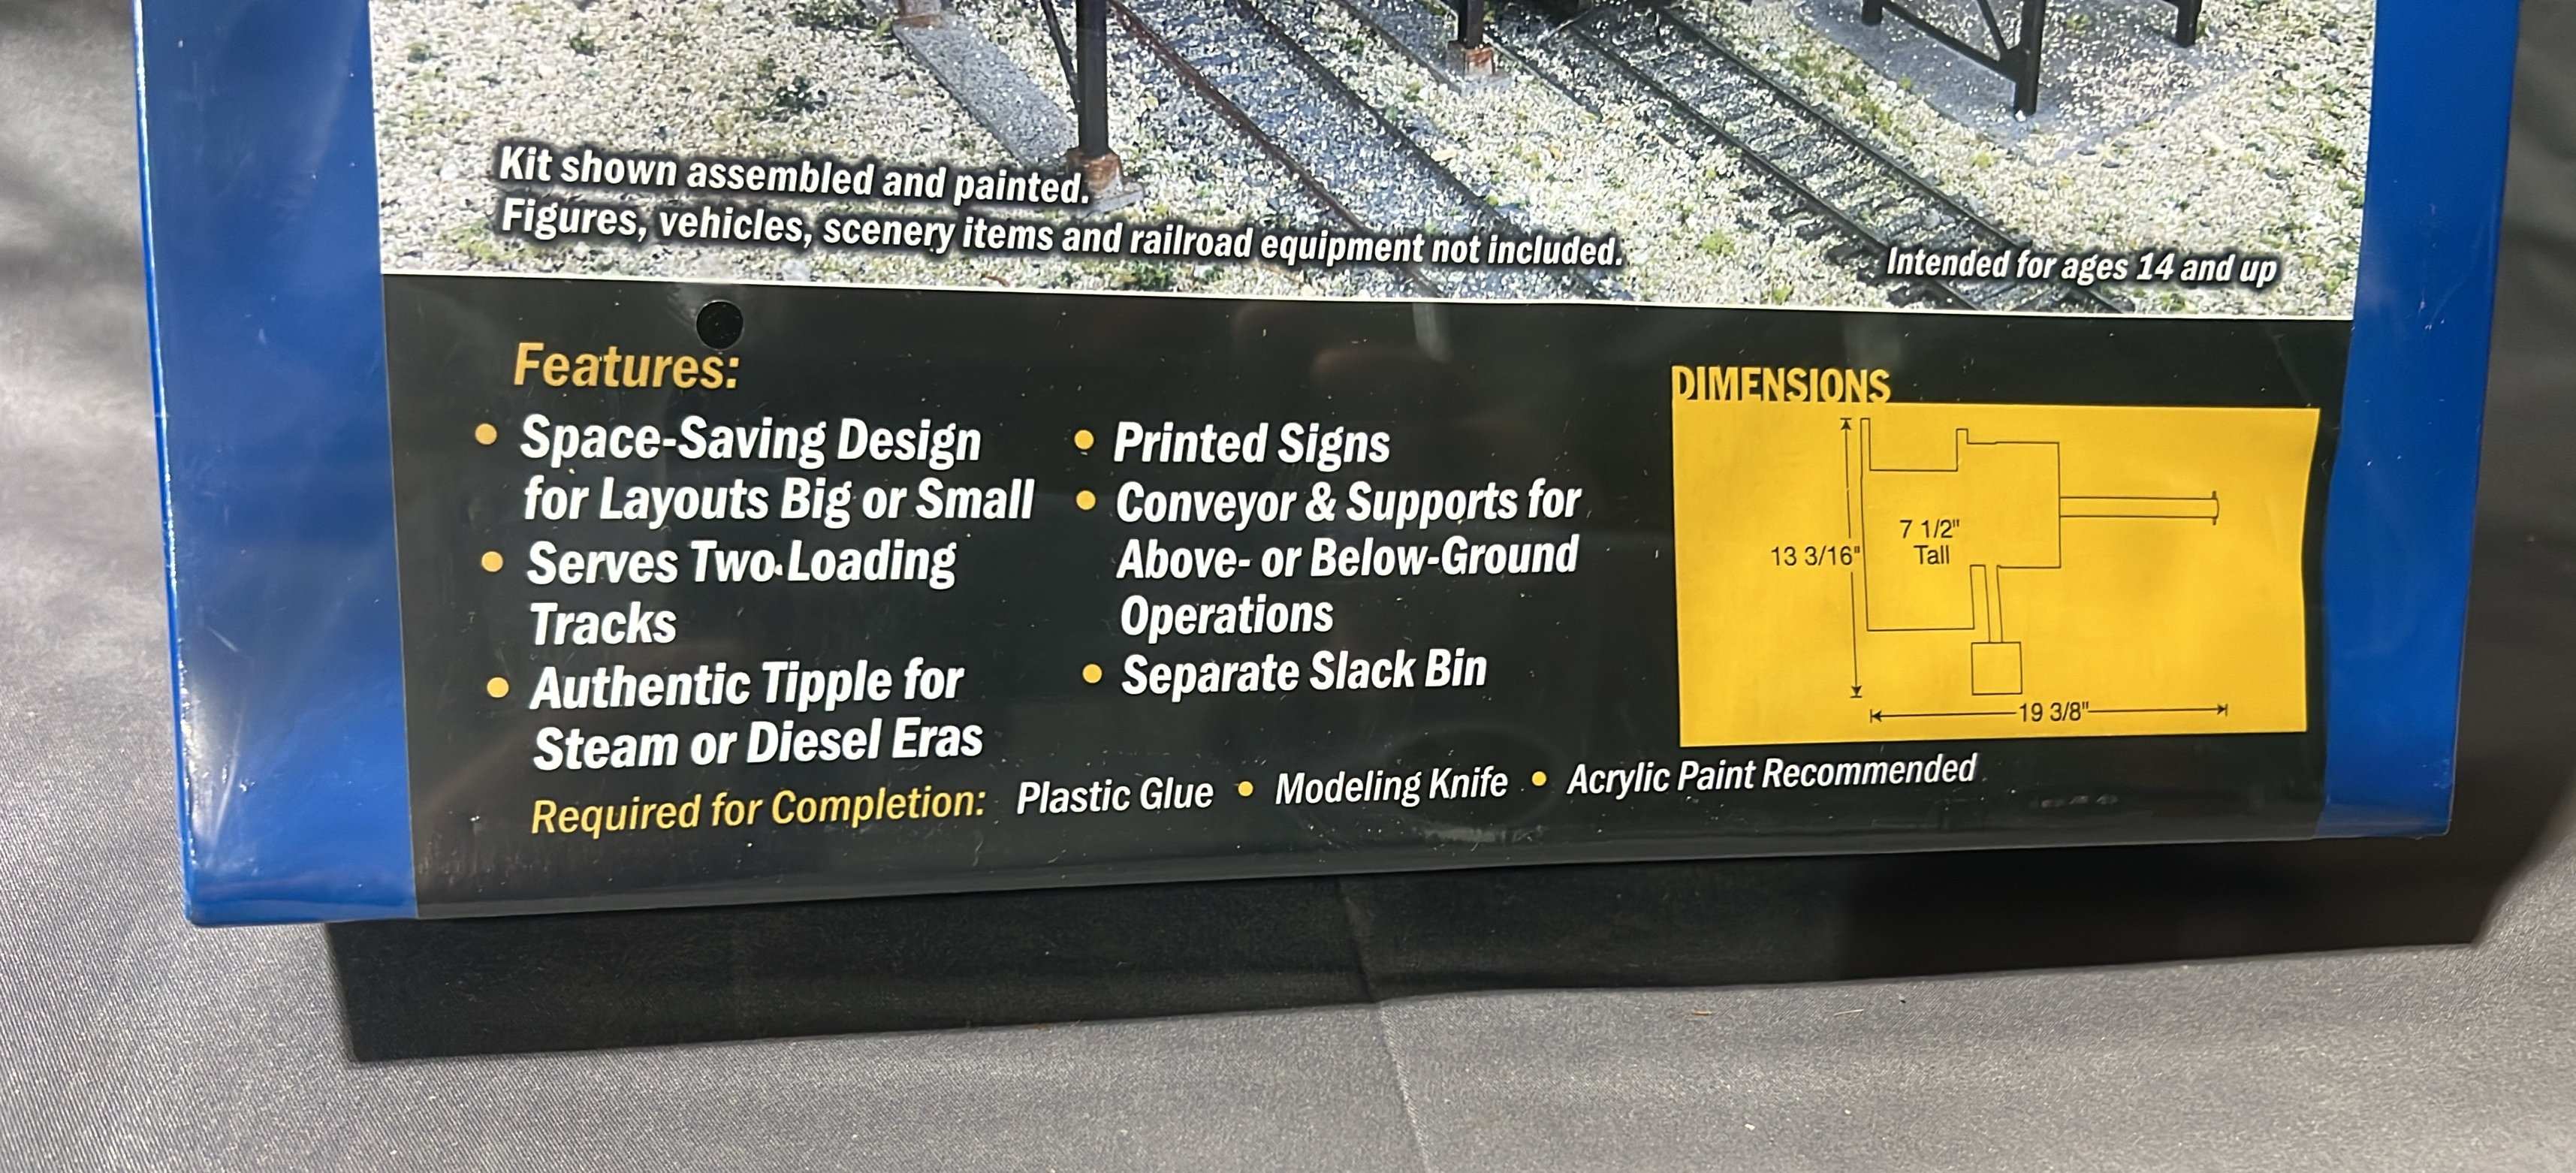 Kit shown assembled and painted.
Figures, vehicles, scenery items and railroad equipment not included.
Intended for ages 14 and up
Features:
• Space-Saving Design
for Layouts Big or Small
• Serves Two Loading
Tracks
• Authentic Tipple for
Steam or Diesel Eras
• Printed Signs
• Conveyor & Supports for
Above- or Below-Ground
Operations
• Separate Slack Bin
DIMENSIONS
7 1/2"
Tall
13 3/16"
19 3/8"
Required for Completion: Plastic Glue • Modeling Knife • Acrylic Paint Recommended